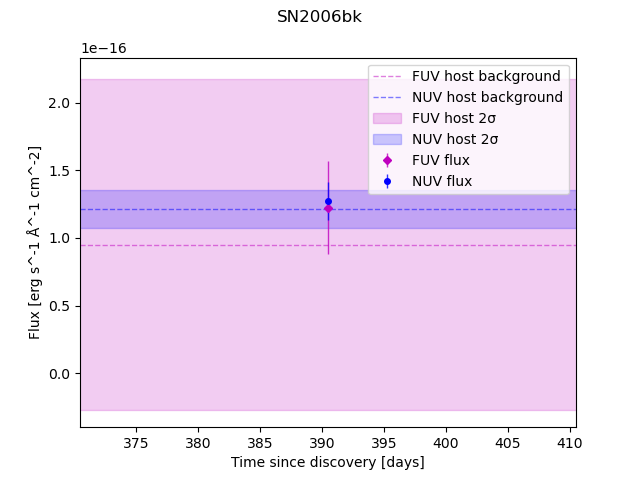 SN2006bk
1e−16
FUV host background
NUV host background
FUV host 2σ
NUV host 2σ
FUV flux
NUV flux
2.0
1.5
1.0
0.5
0.0
Flux [erg s^-1 Å^-1 cm^-2]
375 380 385 390 395 400 405 410
Time since discovery [days]